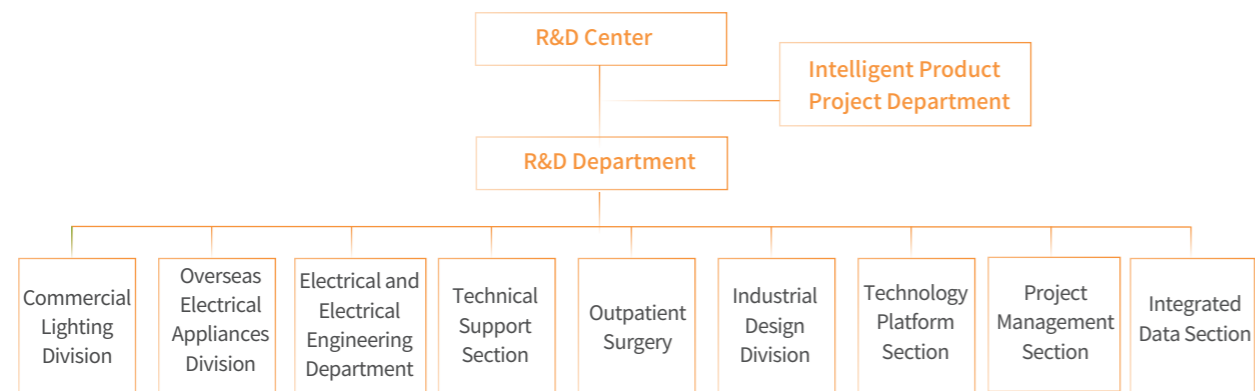 R&D Center
Intelligent Product
Project Department
R&D Department
Commercial
Lighting
Division
Overseas
Electrical
Appliances
Division
Electrical and
Electrical
Engineering
Department
Technical
Support
Section
Outpatient
Surgery
Industrial
Design
Division
Technology
Platform
Section
Project
Management
Section
Integrated
Data Section